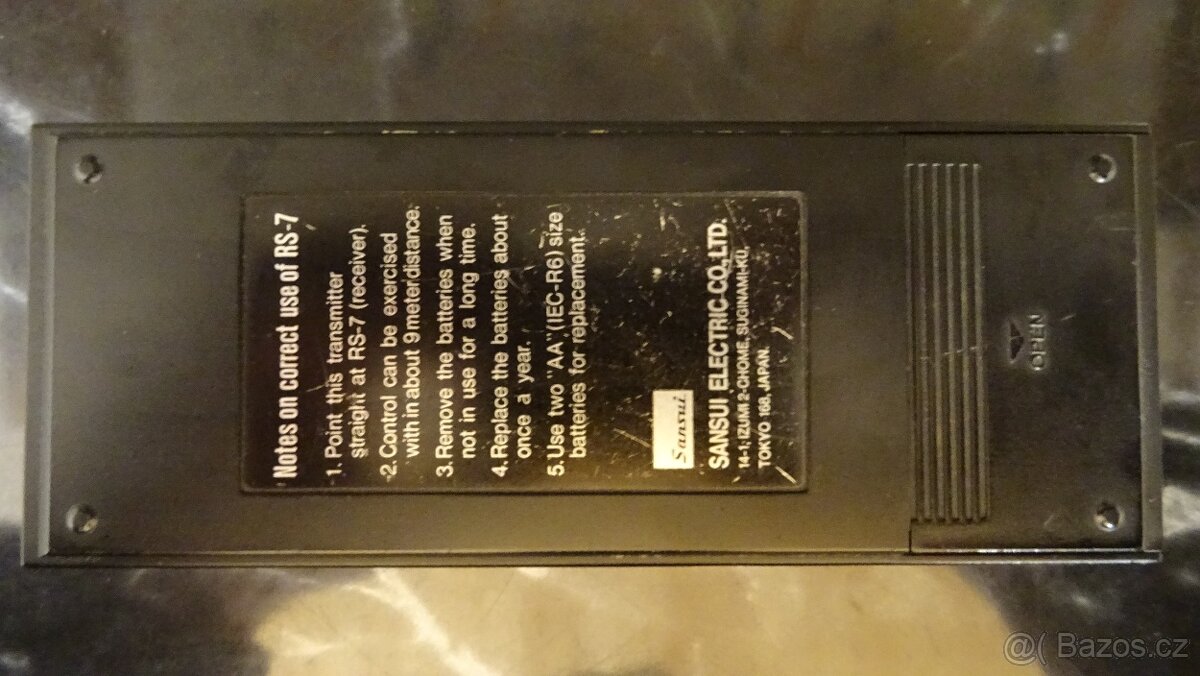 Notes on correct use of RS-7
1. Point this transmitter
straight at RS-7 (receiver).
2. Control can be exercised
with in about 9 meter distance.
3. Remove the batteries when
not in use for a long time.
4. Replace the batteries about
once a year.
5. Use two "AA" (IEC-R6) size
batteries for replacement.
Sansui
SANSUI ELECTRIC CO., LTD.
14-1, IZUMI 2-CHOME, SUGINAMI-KU,
TOKYO 168, JAPAN.
OPEN
@( Bazos.cz